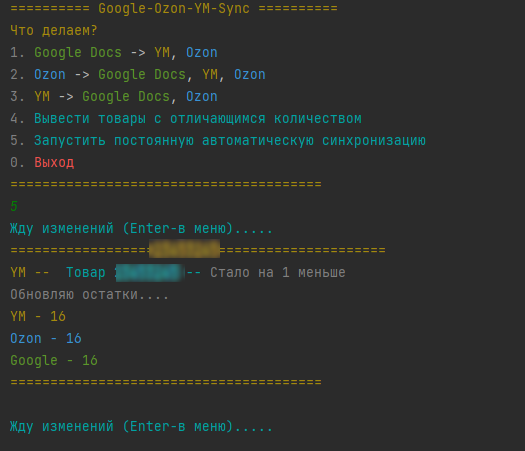 ========== Google-Ozon-YM-Sync ==========
Что делаем?
1. Google Docs -> YM, Ozon
2. Ozon -> Google Docs, YM, Ozon
3. YM -> Google Docs, Ozon
4. Вывести товары с отличающимся количеством
5. Запустить постоянную автоматическую синхронизацию
0. Выход
=======================================
5
Жду изменений (Enter-в меню).....
================== =====================
YM -- Товар -- Стало на 1 меньше
Обновляю остатки....
YM - 16
Ozon - 16
Google - 16
=======================================
Жду изменений (Enter-в меню).....